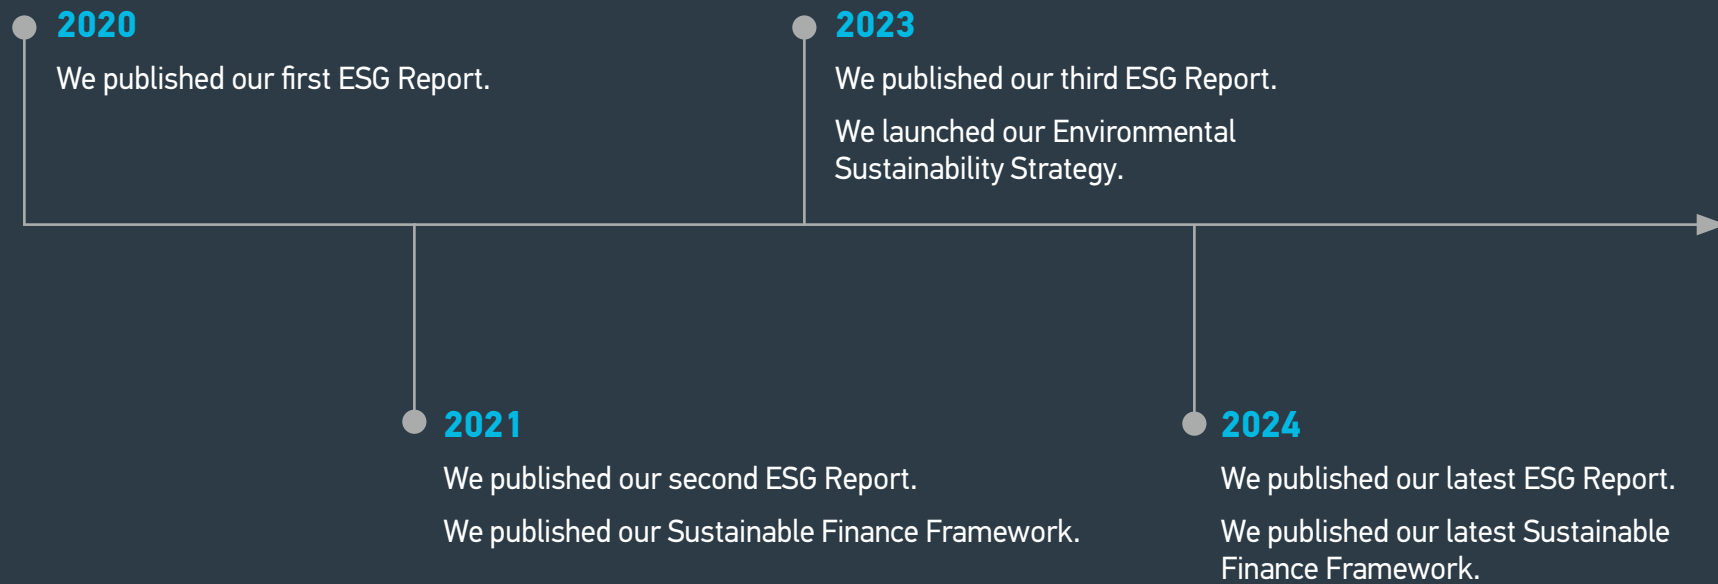 2020
We published our first ESG Report.
2023
We published our third ESG Report.
We launched our Environmental
Sustainability Strategy.
2021
We published our second ESG Report.
We published our Sustainable Finance Framework.
2024
We published our latest ESG Report.
We published our latest Sustainable
Finance Framework.